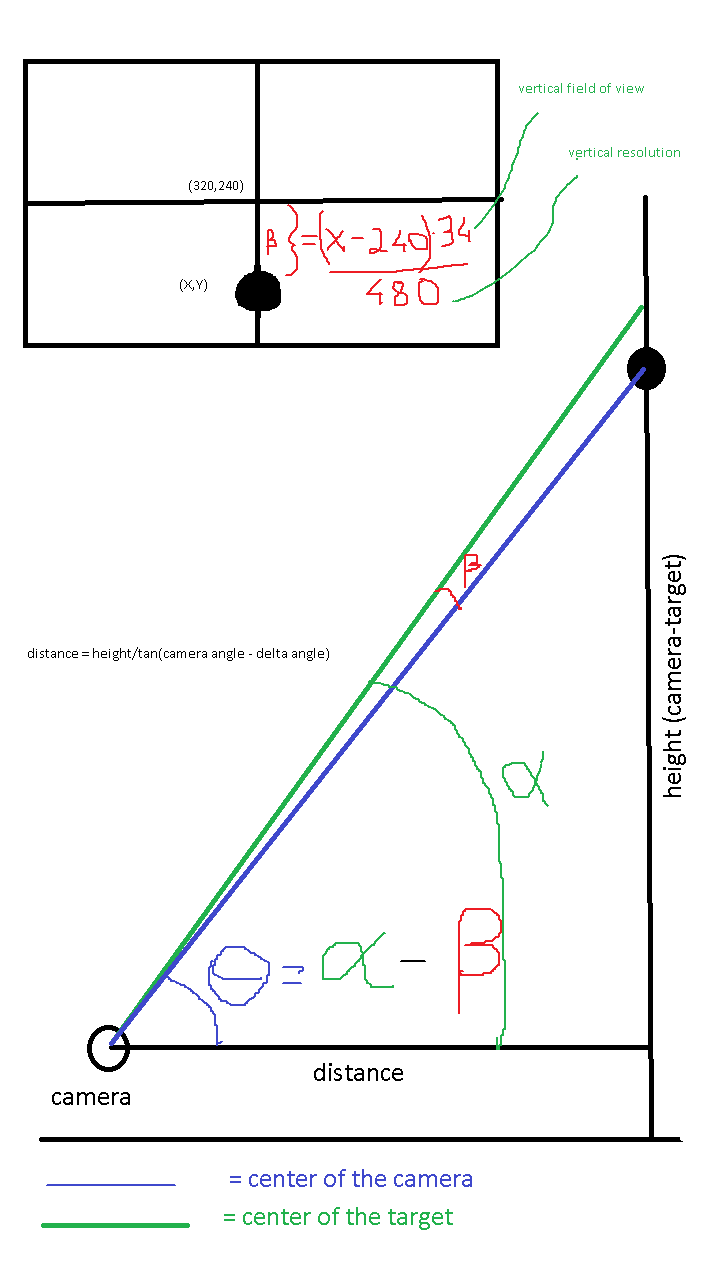 vertical field of view
vertical resolution
(320,240)
β } = (X-240).34
480
(X,Y)
β
distance = height/tan(camera angle - delta angle)
height (camera-target)
α
θ = α - β
distance
camera
= center of the camera
= center of the target